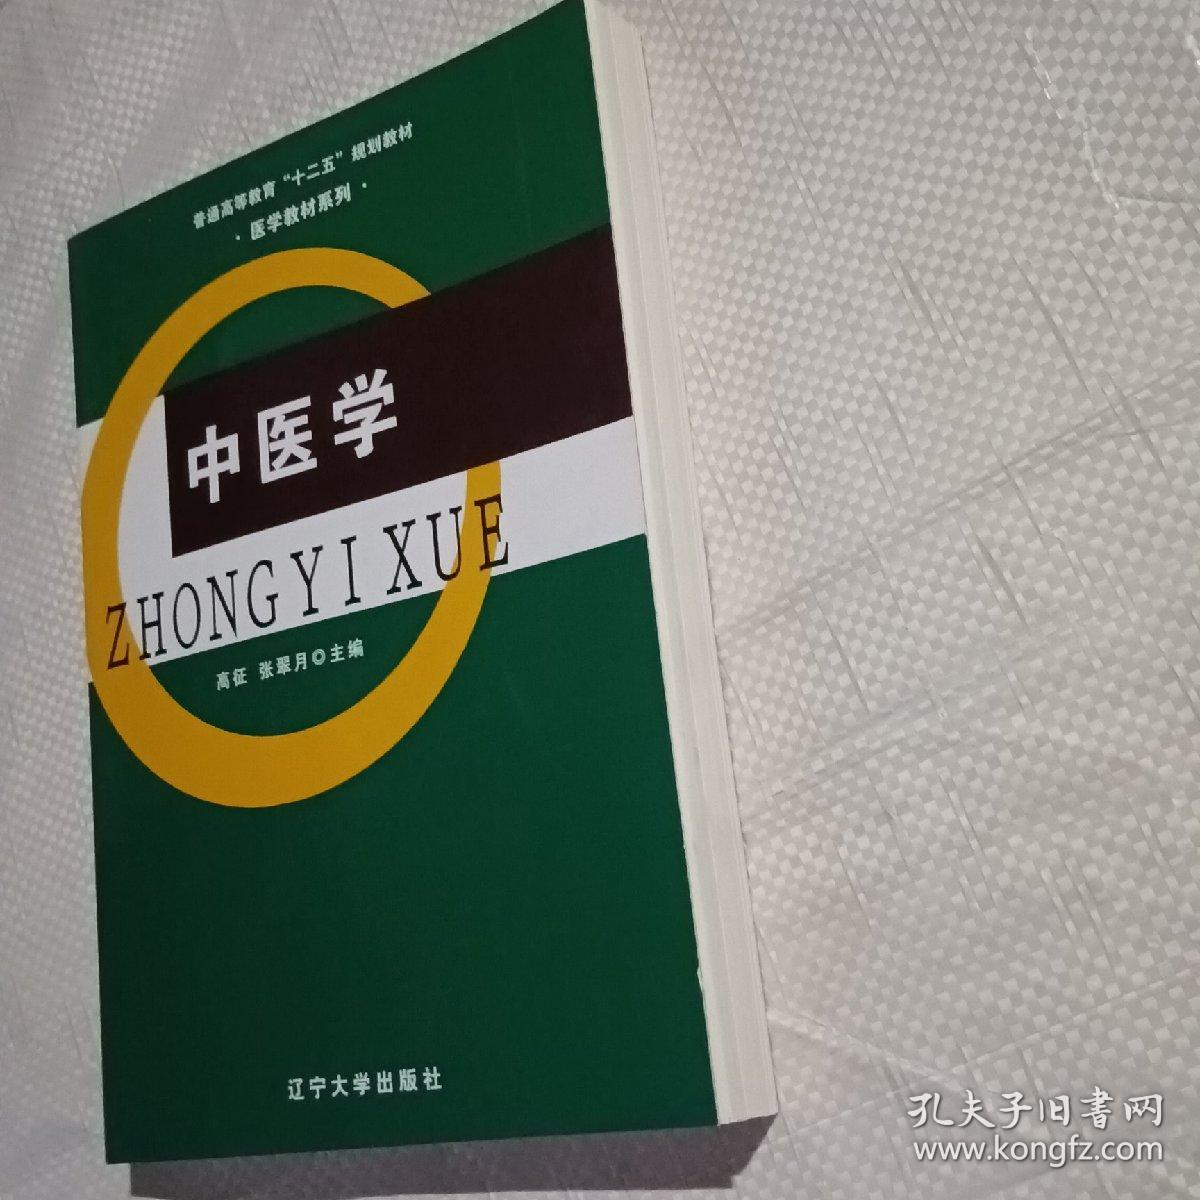 普通高等教育“十二五”规划教材
·医学教材系列·
中医学
ZHONGYI XUE
高征 张翠月◎主编
辽宁大学出版社
孔夫子旧書网
www.kongfz.com